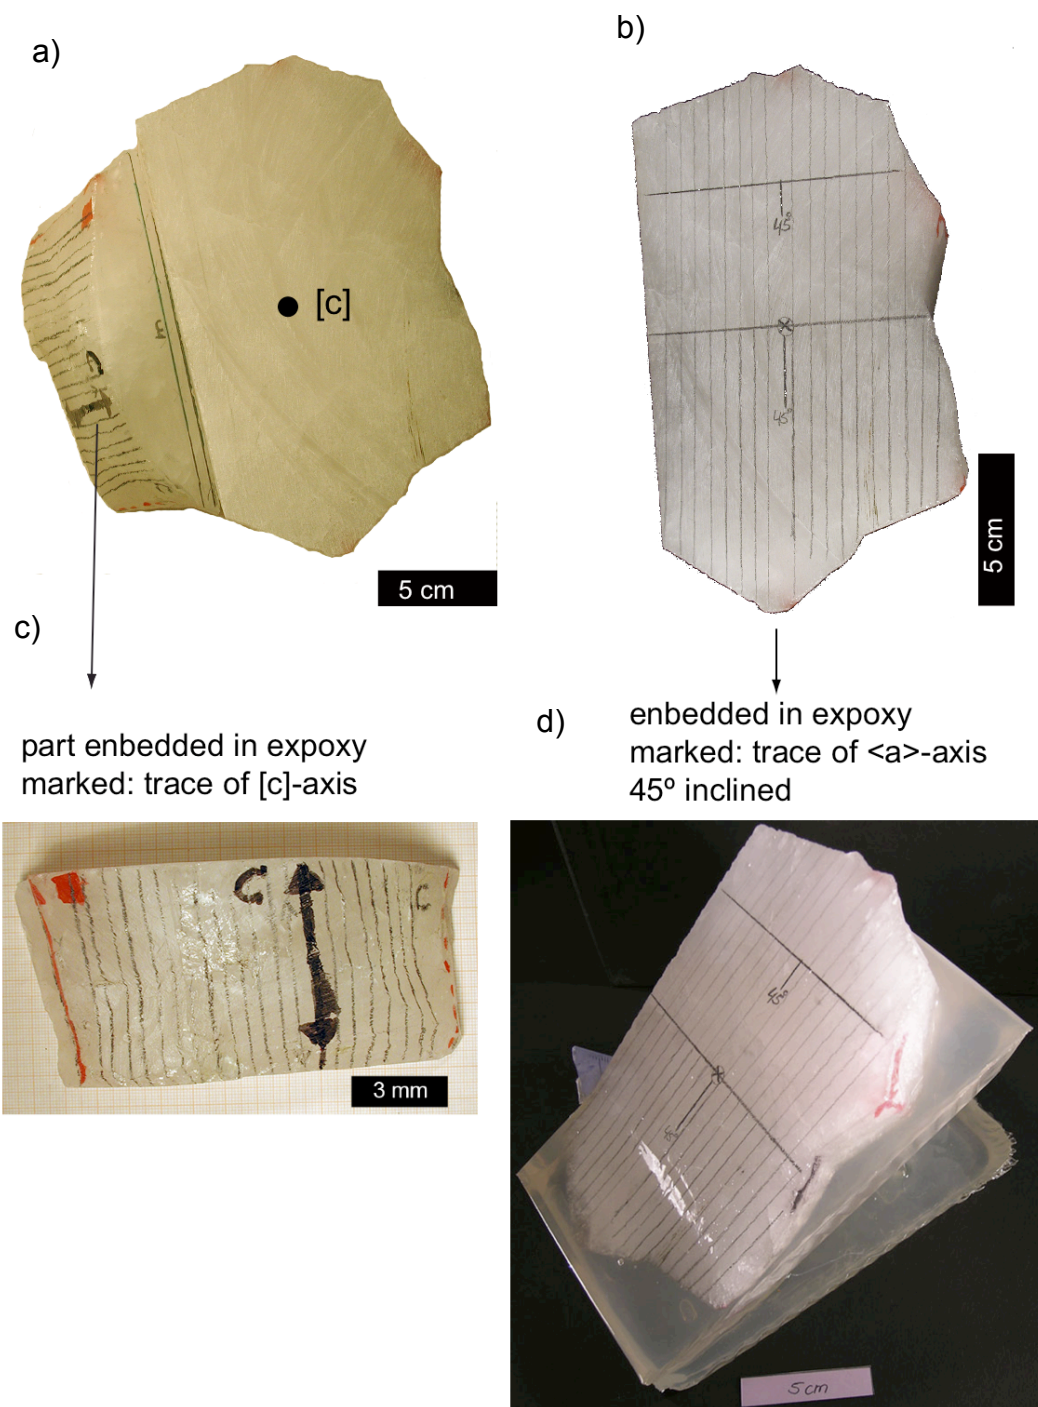 a)
b)
[c]
c
45°
45°
5 cm
5 cm
c)
part enbedded in expoxy
marked: trace of [c]-axis
d)
enbedded in expoxy
marked: trace of <a>-axis
45º inclined
c
c
3 mm
45°
5cm